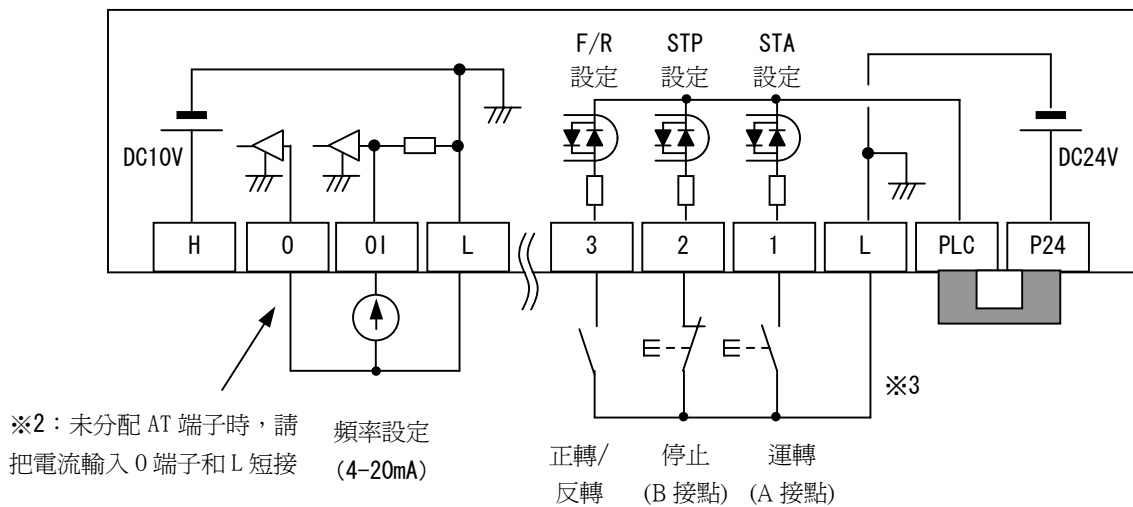 F/R
設定
STP
設定
STA
設定
DC10V
DC24V
H
O
OI
L
3
2
1
L
PLC
P24
※3
※2：未分配 AT 端子時，請
把電流輸入 O 端子和 L 短接
頻率設定
(4-20mA)
正轉/
反轉
停止
(B 接點)
運轉
(A 接點)